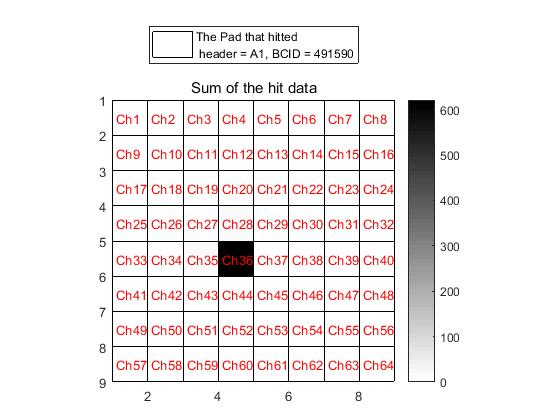 The Pad that hitted
header = A1, BCID = 491590
Sum of the hit data
1
Ch1 Ch2 Ch3 Ch4 Ch5 Ch6 Ch7 Ch8
2
Ch9 Ch10 Ch11 Ch12 Ch13 Ch14 Ch15 Ch16
3
Ch17 Ch18 Ch19 Ch20 Ch21 Ch22 Ch23 Ch24
4
Ch25 Ch26 Ch27 Ch28 Ch29 Ch30 Ch31 Ch32
5
Ch33 Ch34 Ch35 Ch36 Ch37 Ch38 Ch39 Ch40
6
Ch41 Ch42 Ch43 Ch44 Ch45 Ch46 Ch47 Ch48
7
Ch49 Ch50 Ch51 Ch52 Ch53 Ch54 Ch55 Ch56
8
Ch57 Ch58 Ch59 Ch60 Ch61 Ch62 Ch63 Ch64
9
2 4 6 8
600
500
400
300
200
100
0